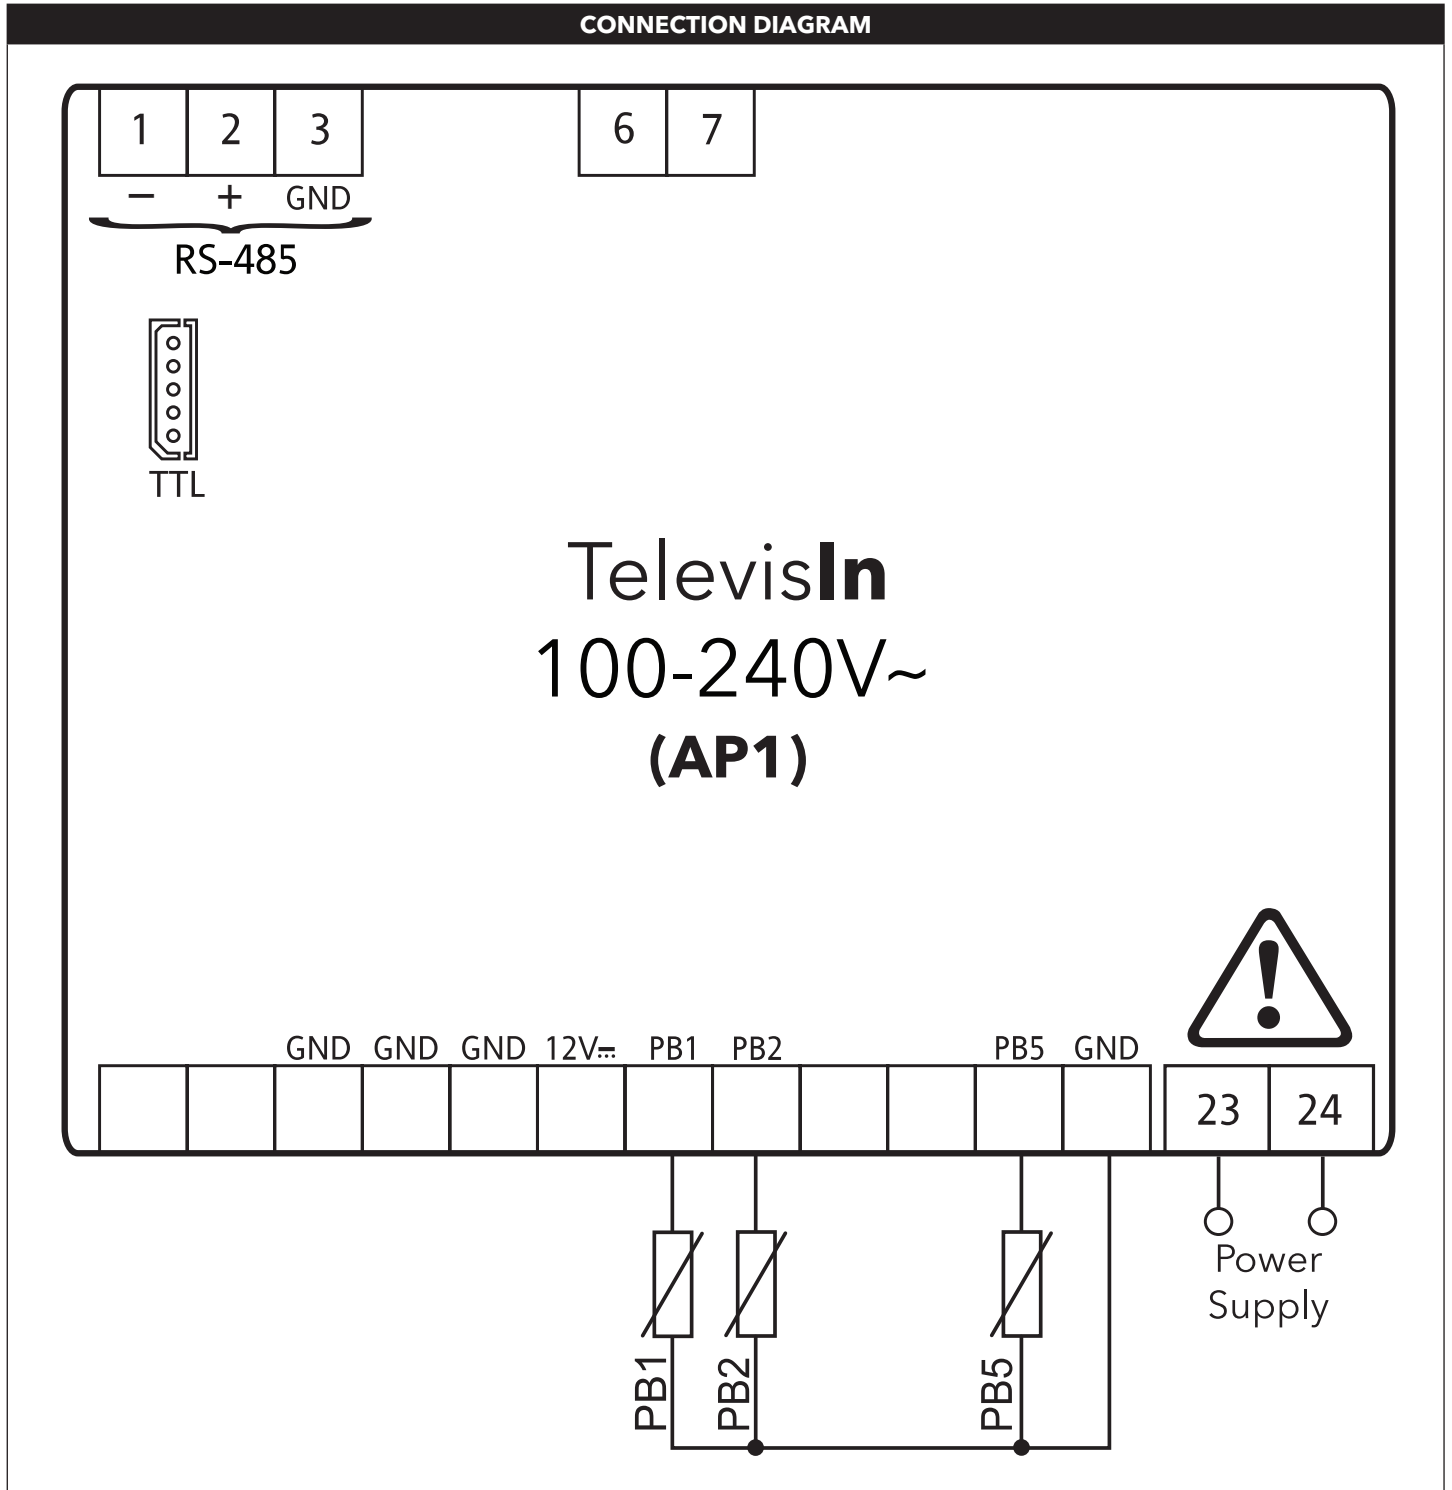 CONNECTION DIAGRAM
1 2 3 6 7
– + GND
RS-485
TTL
TelevisIn
100-240V~
(AP1)
!
GND GND GND 12V⎓ PB1 PB2 PB5 GND
23 24
Power
Supply
PB1 PB2 PB5